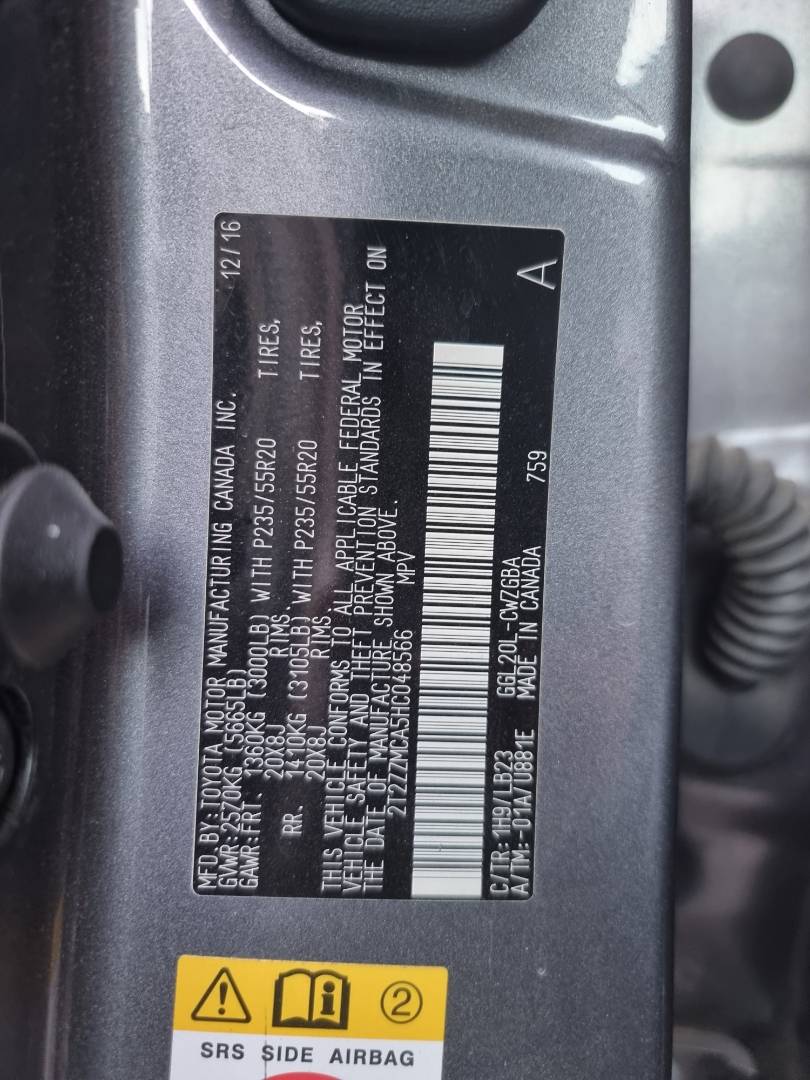 MFD.BY:TOYOTA MOTOR MANUFACTURING CANADA INC. 12/16
GVWR:2570KG (5665LB)
GAWR:FRT. 1360KG (3000LB) WITH P235/55R20 TIRES,
20X8J RIMS.
RR. 1410KG (3105LB) WITH P235/55R20 TIRES,
20X8J RIMS.
THIS VEHICLE CONFORMS TO ALL APPLICABLE FEDERAL MOTOR
VEHICLE SAFETY AND THEFT PREVENTION STANDARDS IN EFFECT ON
THE DATE OF MANUFACTURE SHOWN ABOVE.
2T2ZZMCA5HC048566 MPV
C/TR:1H9/LB23 GGL20L-CWZGBA
A/TM:-01A/U881E MADE IN CANADA 759 A
2
SRS SIDE AIRBAG